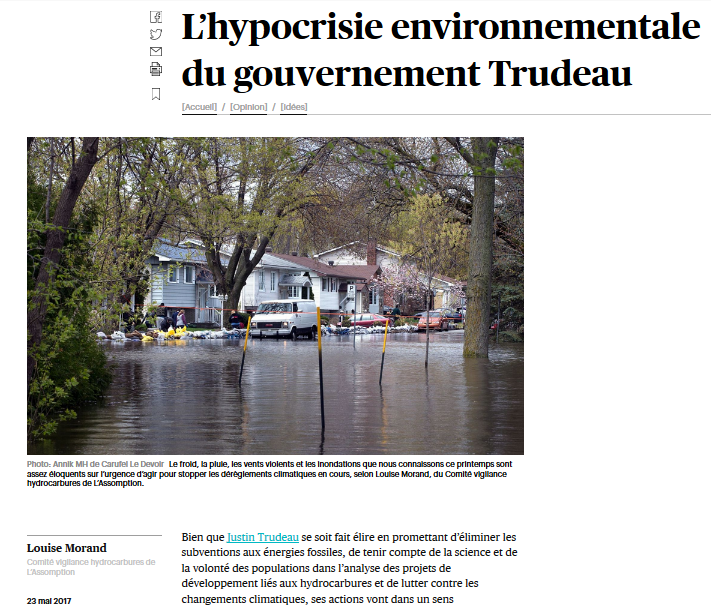 L’hypocrisie environnementale
du gouvernement Trudeau
[Accueil] / [Opinion] / [Idées]
Photo: Annik MH de Carufel Le Devoir Le froid, la pluie, les vents violents et les inondations que nous connaissons ce printemps sont
assez éloquents sur l’urgence d’agir pour stopper les dérèglements climatiques en cours, selon Louise Morand, du Comité vigilance
hydrocarbures de L’Assomption.
Louise Morand
Comité vigilance hydrocarbures de
L’Assomption
23 mai 2017
Bien que Justin Trudeau se soit fait élire en promettant d’éliminer les
subventions aux énergies fossiles, de tenir compte de la science et de
la volonté des populations dans l’analyse des projets de
développement liés aux hydrocarbures et de lutter contre les
changements climatiques, ses actions vont dans un sens